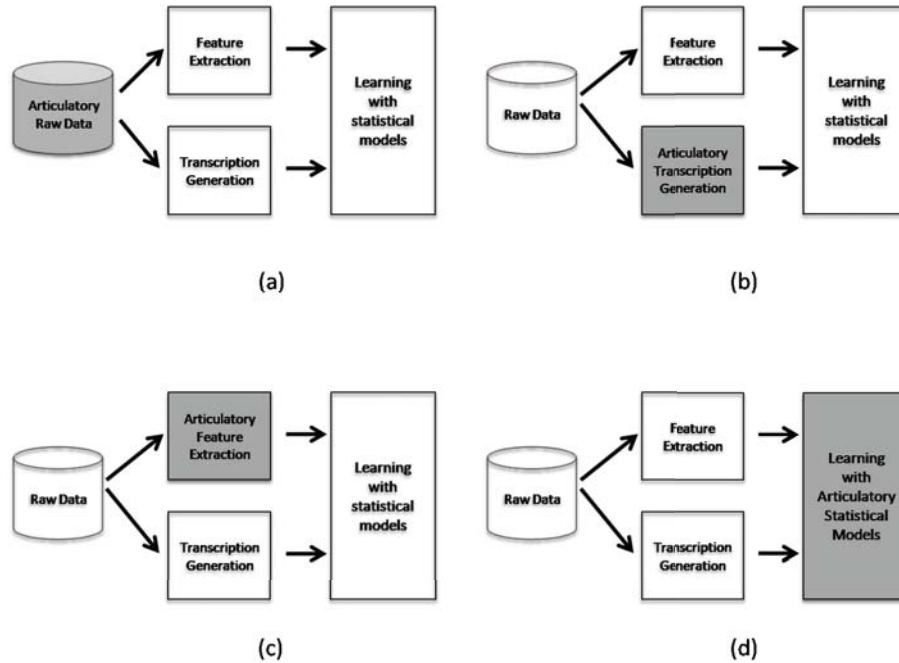 Feature
Extraction
Articulatory
Raw Data
Transcription
Generation
Learning
with
statistical
models
(a)
Feature
Extraction
Raw Data
Articulatory
Transcription
Generation
Learning
with
statistical
models
(b)
Articulatory
Feature
Extraction
Raw Data
Transcription
Generation
Learning
with
statistical
models
(c)
Feature
Extraction
Raw Data
Transcription
Generation
Learning
with
Articulatory
Statistical
Models
(d)